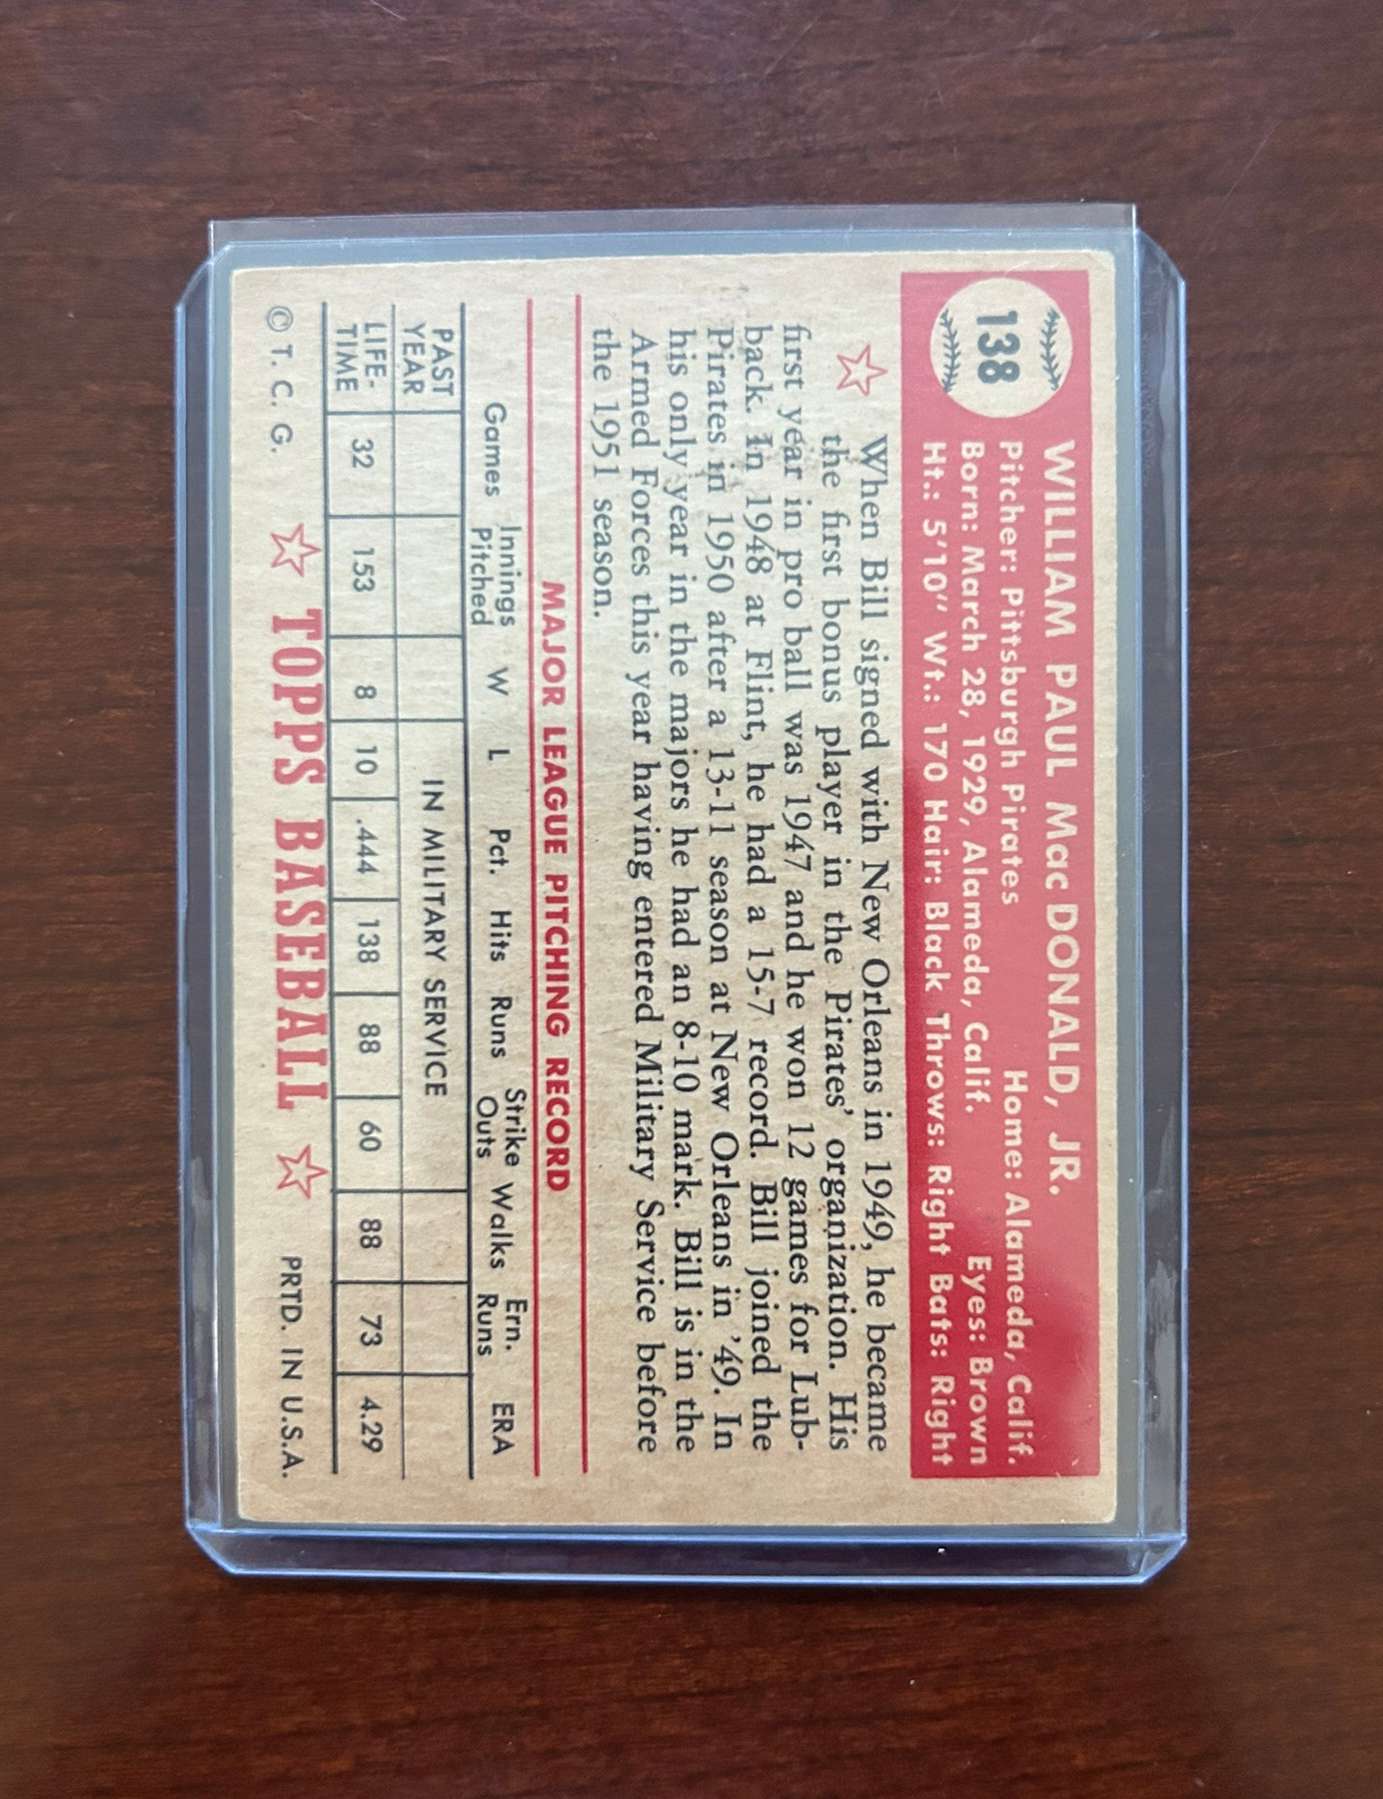 138
WILLIAM PAUL Mac DONALD, JR.
Pitcher: Pittsburgh Pirates Home: Alameda, Calif.
Born: March 28, 1929, Alameda, Calif. Eyes: Brown
Ht.: 5'10" Wt.: 170 Hair: Black Throws: Right Bats: Right
When Bill signed with New Orleans in 1949, he became
the first bonus player in the Pirates' organization. His
first year in pro ball was 1947 and he won 12 games for Lub-
back. In 1948 at Flint, he had a 15-7 record. Bill joined the
Pirates in 1950 after a 13-11 season at New Orleans in '49. In
his only year in the majors he had an 8-10 mark. Bill is in the
Armed Forces this year having entered Military Service before
the 1951 season.
MAJOR LEAGUE PITCHING RECORD
Games Innings Pitched W L Pct. Hits Runs Strike Outs Walks Ern. Runs ERA
PAST YEAR IN MILITARY SERVICE
LIFE-TIME 32 153 8 10 .444 138 88 60 88 73 4.29
© T. C. G. TOPPS BASEBALL PRTD. IN U.S.A.